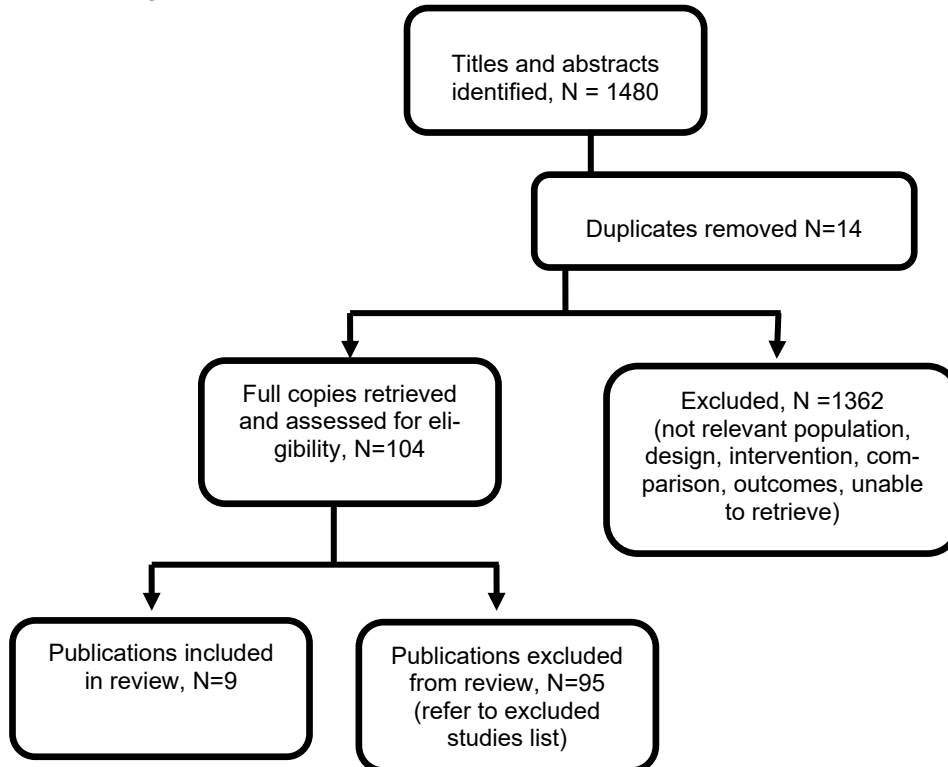 Titles and abstracts
identified, N = 1480
Duplicates removed N=14
Full copies retrieved
and assessed for eli-
gibility, N=104
Excluded, N =1362
(not relevant population,
design, intervention, com-
parison, outcomes, unable
to retrieve)
Publications included
in review, N=9
Publications excluded
from review, N=95
(refer to excluded
studies list)